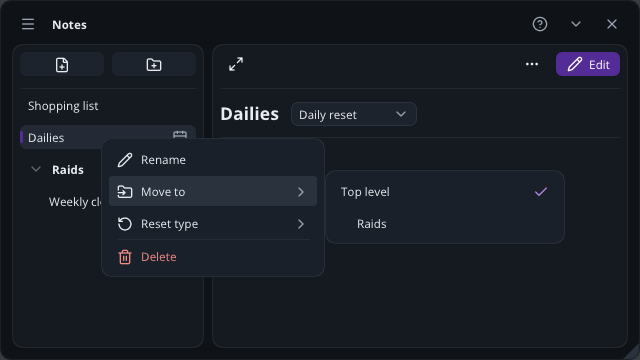 Notes
Edit
Shopping list
Dailies
Raids
Dailies
Daily reset
Rename
Move to
Reset type
Delete
Top level
Raids